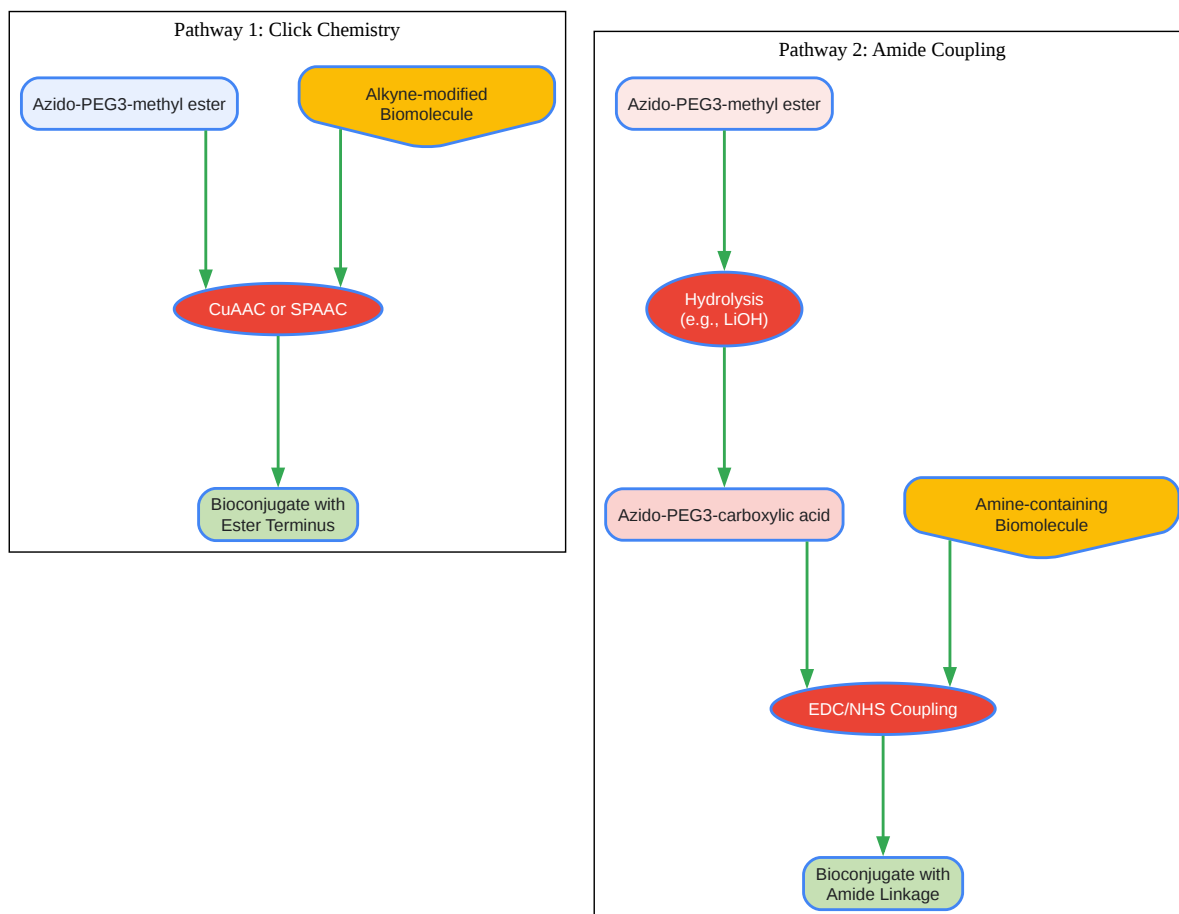 Pathway 1: Click Chemistry
Azido-PEG3-methyl ester
Alkyne-modified
Biomolecule
CuAAC or SPAAC
Bioconjugate with
Ester Terminus
Pathway 2: Amide Coupling
Azido-PEG3-methyl ester
Hydrolysis
(e.g., LiOH)
Azido-PEG3-carboxylic acid
Amine-containing
Biomolecule
EDC/NHS Coupling
Bioconjugate with
Amide Linkage